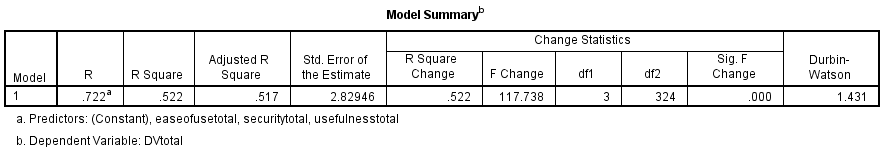 Model Summaryb
Change Statistics
Model R R Square Adjusted R Square Std. Error of the Estimate R Square Change F Change df1 df2 Sig. F Change Durbin-Watson
1 .722a .522 .517 2.82946 .522 117.738 3 324 .000 1.431
a. Predictors: (Constant), easeofusetotal, securitytotal, usefulnesstotal
b. Dependent Variable: DVtotal